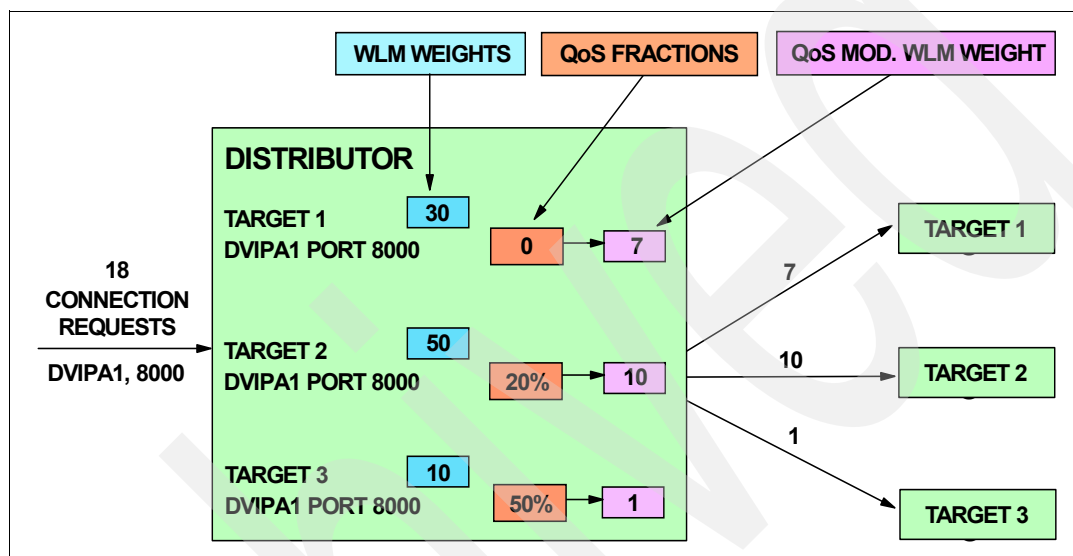 WLM WEIGHTS
QoS FRACTIONS
QoS MOD. WLM WEIGHT
DISTRIBUTOR
30
TARGET 1
DVIPA1 PORT 8000
0
7
18
CONNECTION
REQUESTS
DVIPA1, 8000
50
TARGET 2
DVIPA1 PORT 8000
20%
10
10
TARGET 3
DVIPA1 PORT 8000
50%
1
7
TARGET 1
10
TARGET 2
1
TARGET 3